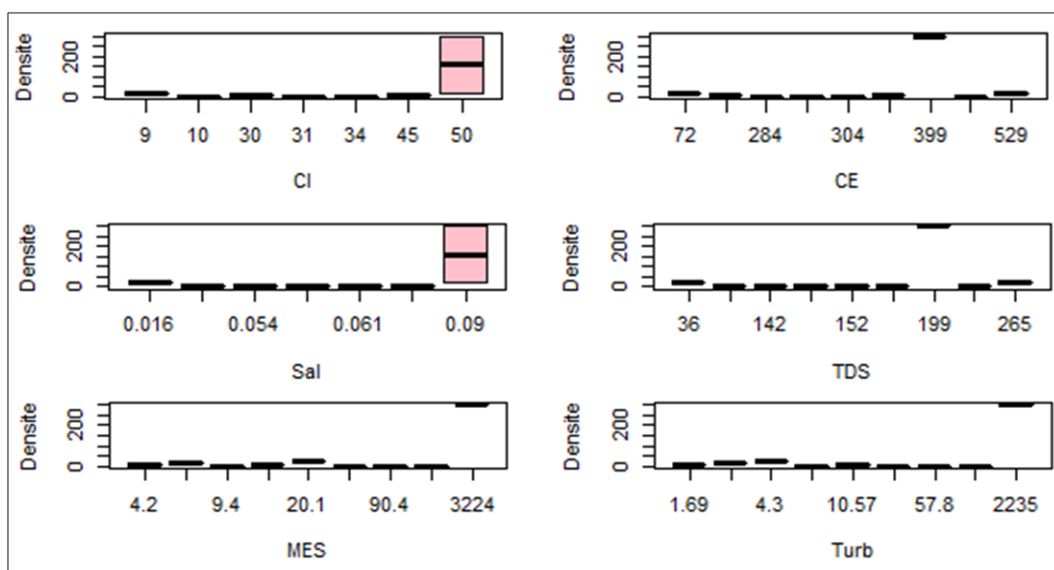 Densite
200
0
9 10 30 31 34 45 50
Cl
Densite
200
0
72 284 304 399 529
CE
Densite
200
0
0.016 0.054 0.061 0.09
Sal
Densite
200
0
36 142 152 199 265
TDS
Densite
200
0
4.2 9.4 20.1 90.4 3224
MES
Densite
200
0
1.69 4.3 10.57 57.8 2235
Turb